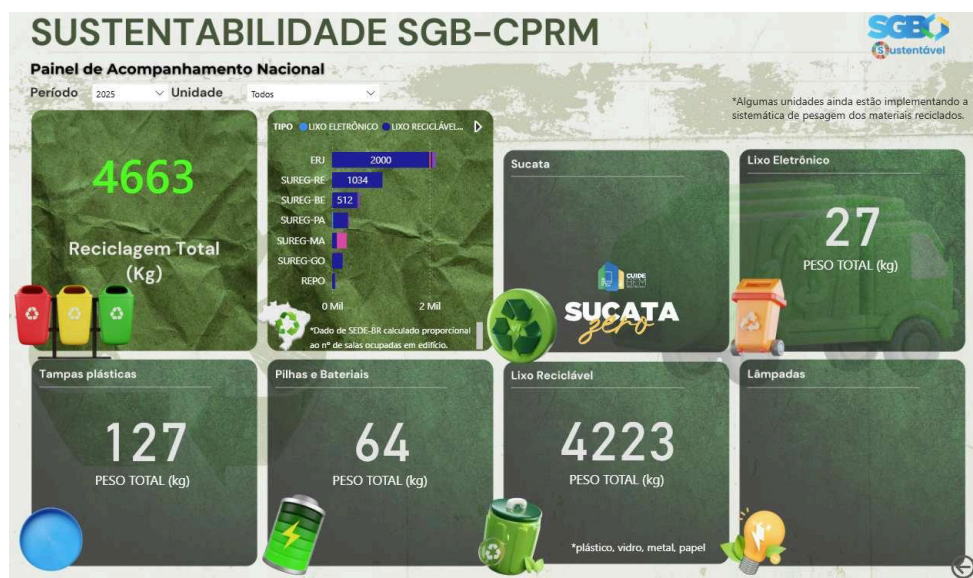 SUSTENTABILIDADE SGB-CPRM
SGB
Sustentável
Painel de Acompanhamento Nacional
Período 2025 Unidade Todos
*Algumas unidades ainda estão implementando a
sistemática de pesagem dos materiais reciclados.
4663
Reciclagem Total
(Kg)
TIPO LIXO ELETRÔNICO LIXO RECICLÁVEL...
ERJ 2000
SUREG-RE 1034
SUREG-BE 512
SUREG-PA
SUREG-MA
SUREG-GO
REPO
0 Mil 2 Mil
*Dado de SEDE-BR calculado proporcional
ao nº de salas ocupadas em edifício.
Sucata
CUIDE
SUCATA
zero
Lixo Eletrônico
27
PESO TOTAL (kg)
Tampas plásticas
127
PESO TOTAL (kg)
Pilhas e Bateriais
64
PESO TOTAL (kg)
Lixo Reciclável
4223
PESO TOTAL (kg)
*plástico, vidro, metal, papel
Lâmpadas